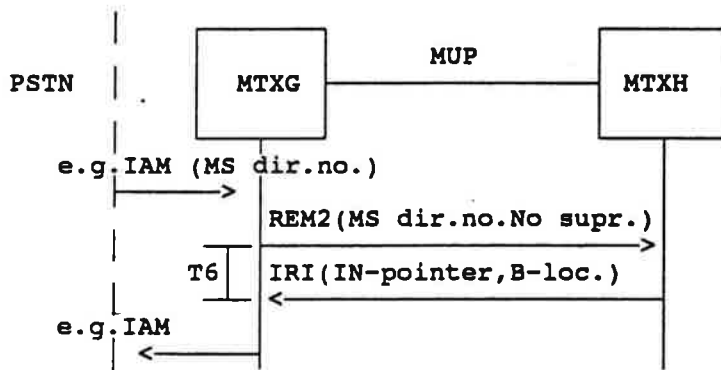 MUP
PSTN MTXG MTXH
e.g.IAM (MS dir.no.)
REM2(MS dir.no.No supr.)
T6 IRI(IN-pointer,B-loc.)
e.g.IAM